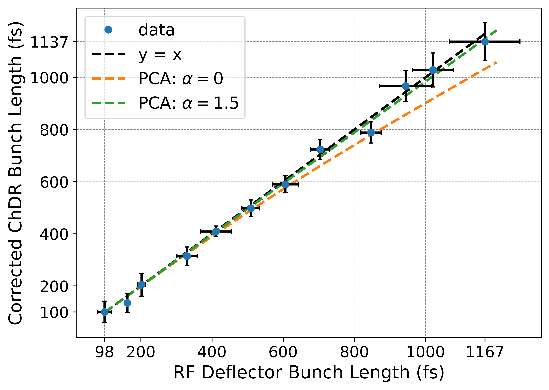 data
y = x
PCA: α = 0
PCA: α = 1.5
Corrected ChDR Bunch Length (fs)
1137
1000
800
600
400
200
100
98 200 400 600 800 1000 1167
RF Deflector Bunch Length (fs)